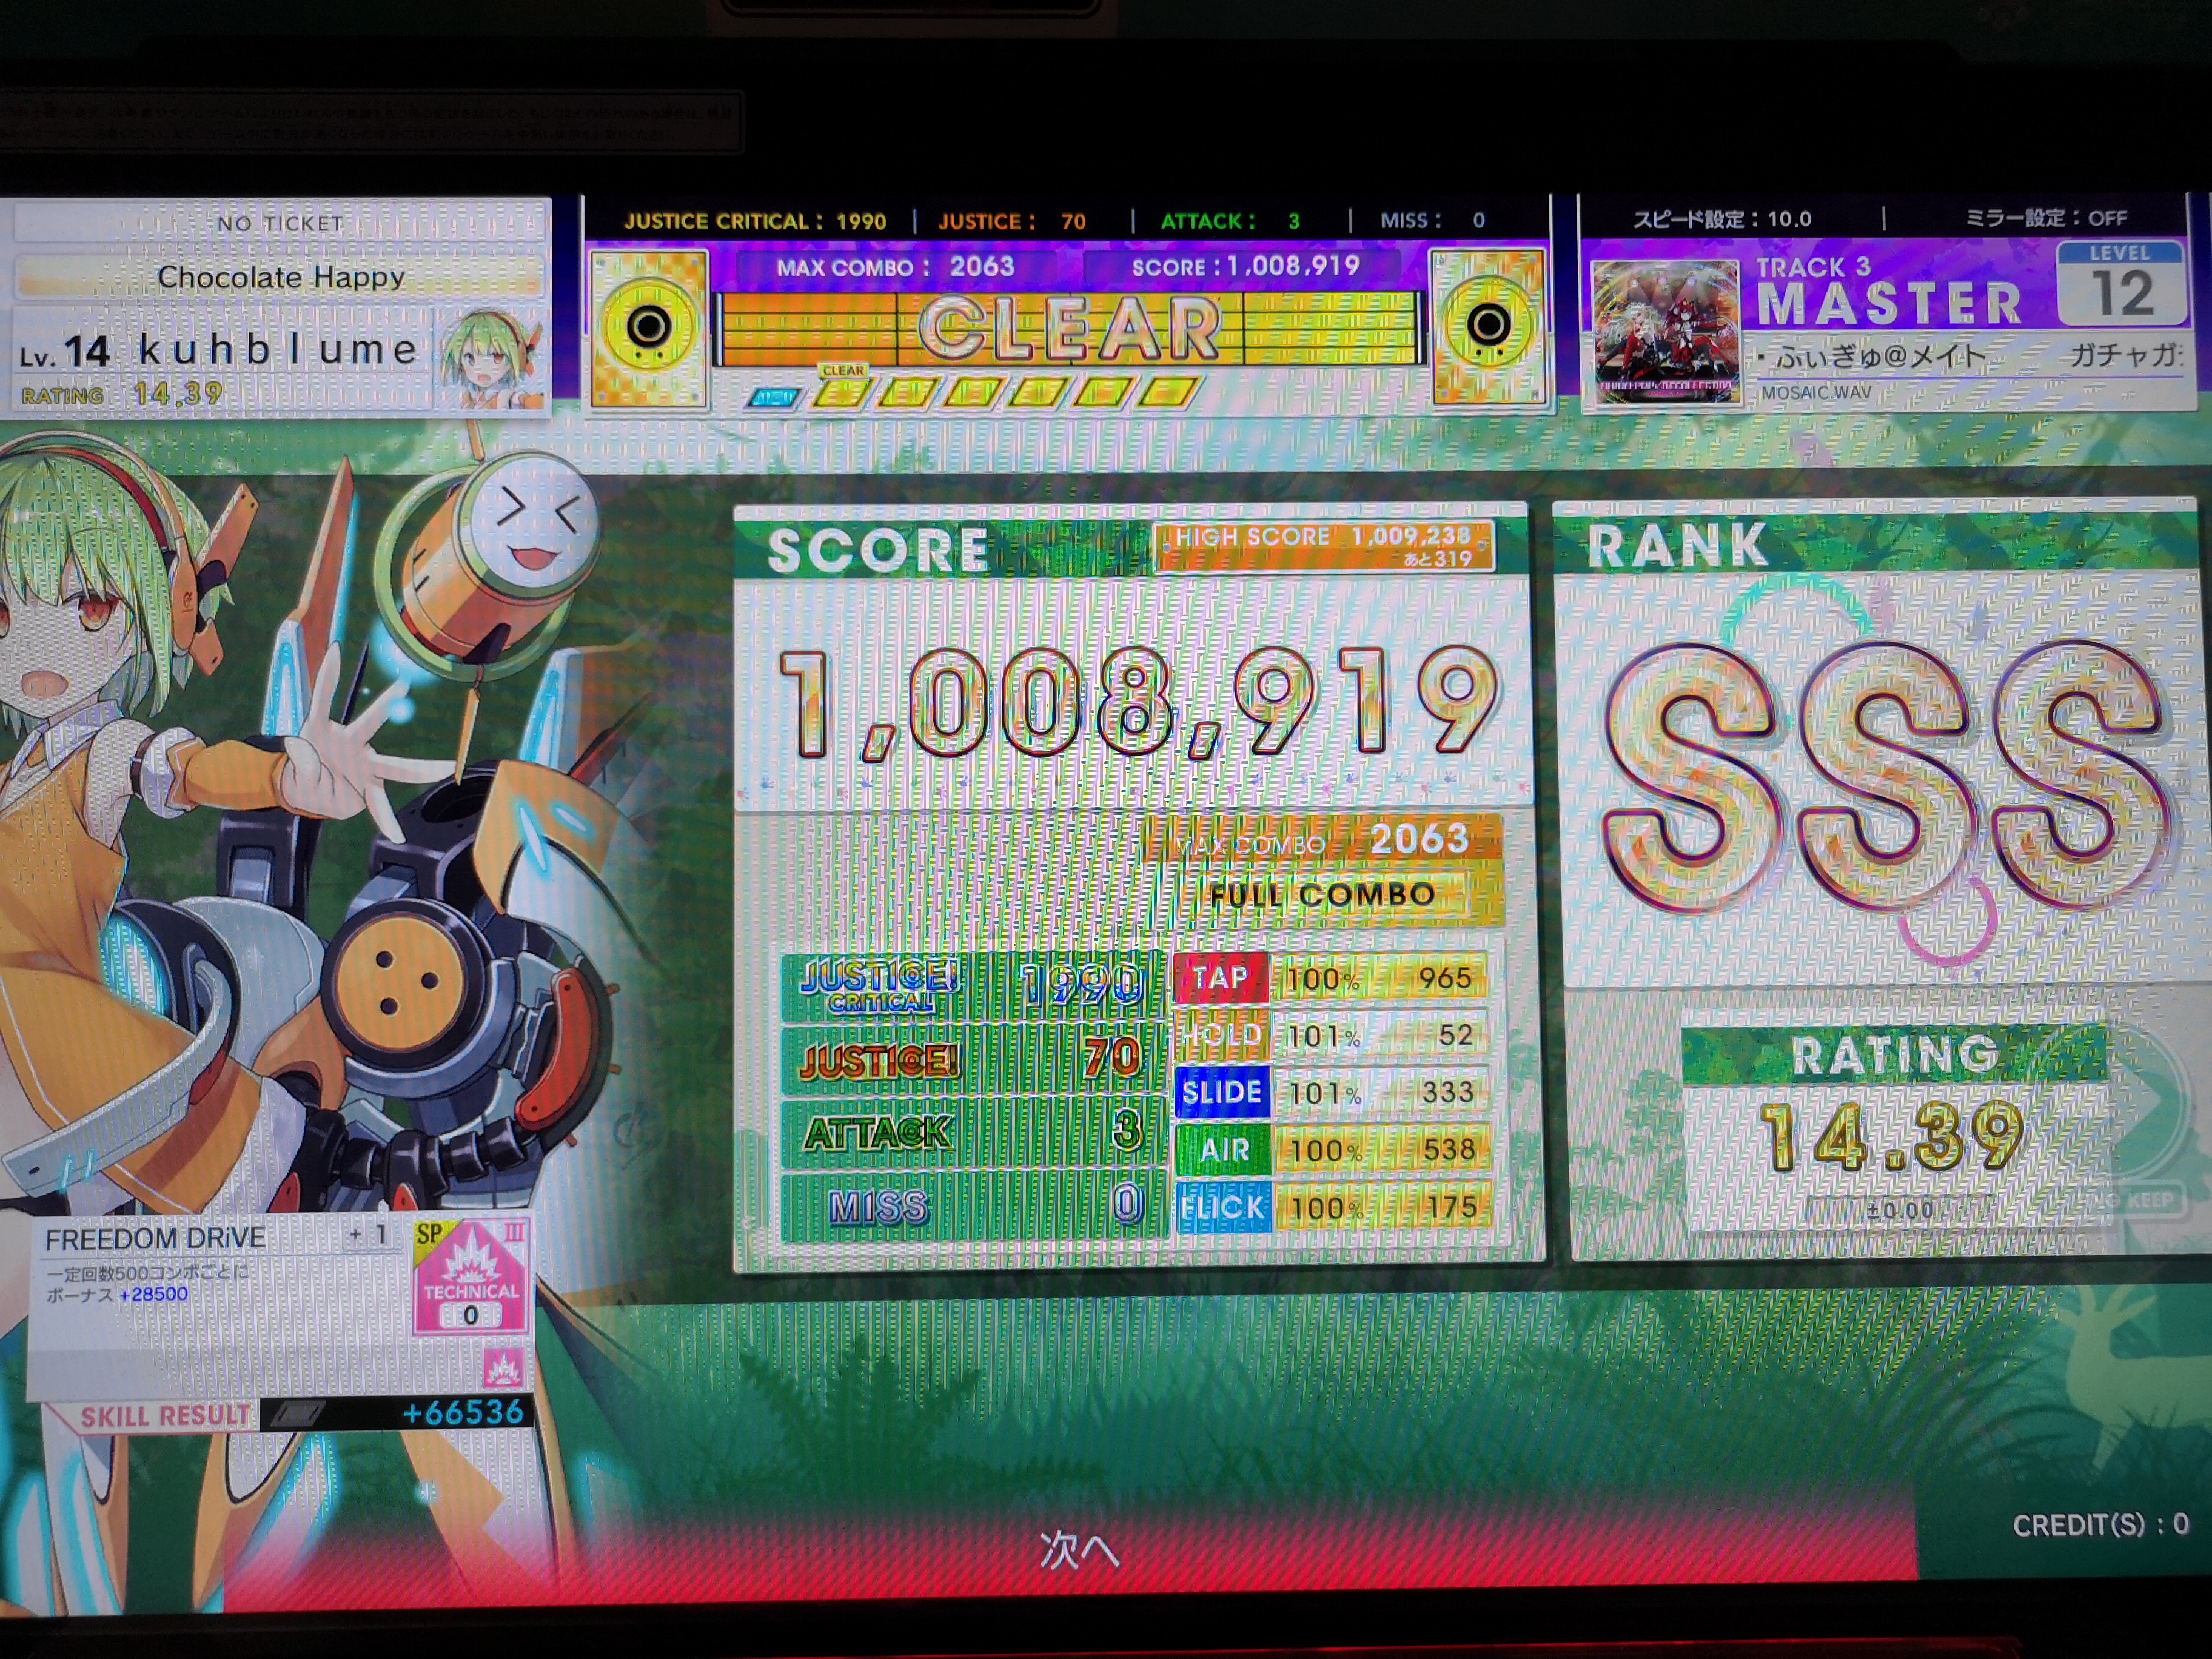 NO TICKET
Chocolate Happy
Lv. 14 kuhblume
RATING 14.39
JUSTICE CRITICAL : 1990 | JUSTICE : 70 | ATTACK : 3 | MISS : 0
MAX COMBO : 2063 SCORE : 1,008,919
CLEAR
CLEAR
スピード設定 : 10.0 | ミラー設定 : OFF
TRACK 3
MASTER
LEVEL
12
・ふぃぎゅ@メイト ガチャガ
MOSAIC.WAV
SCORE
HIGH SCORE 1,009,238
あと319
1,008,919
MAX COMBO 2063
FULL COMBO
JUSTICE! CRITICAL 1990
JUSTICE! 70
ATTACK 3
MISS 0
TAP 100% 965
HOLD 101% 52
SLIDE 101% 333
AIR 100% 538
FLICK 100% 175
RANK
SSS
RATING
14.39
±0.00
RATING KEEP
FREEDOM DRiVE +1
一定回数500コンボごとに
ボーナス +28500
SP III
TECHNICAL
0
SKILL RESULT +66536
次へ
CREDIT(S) : 0